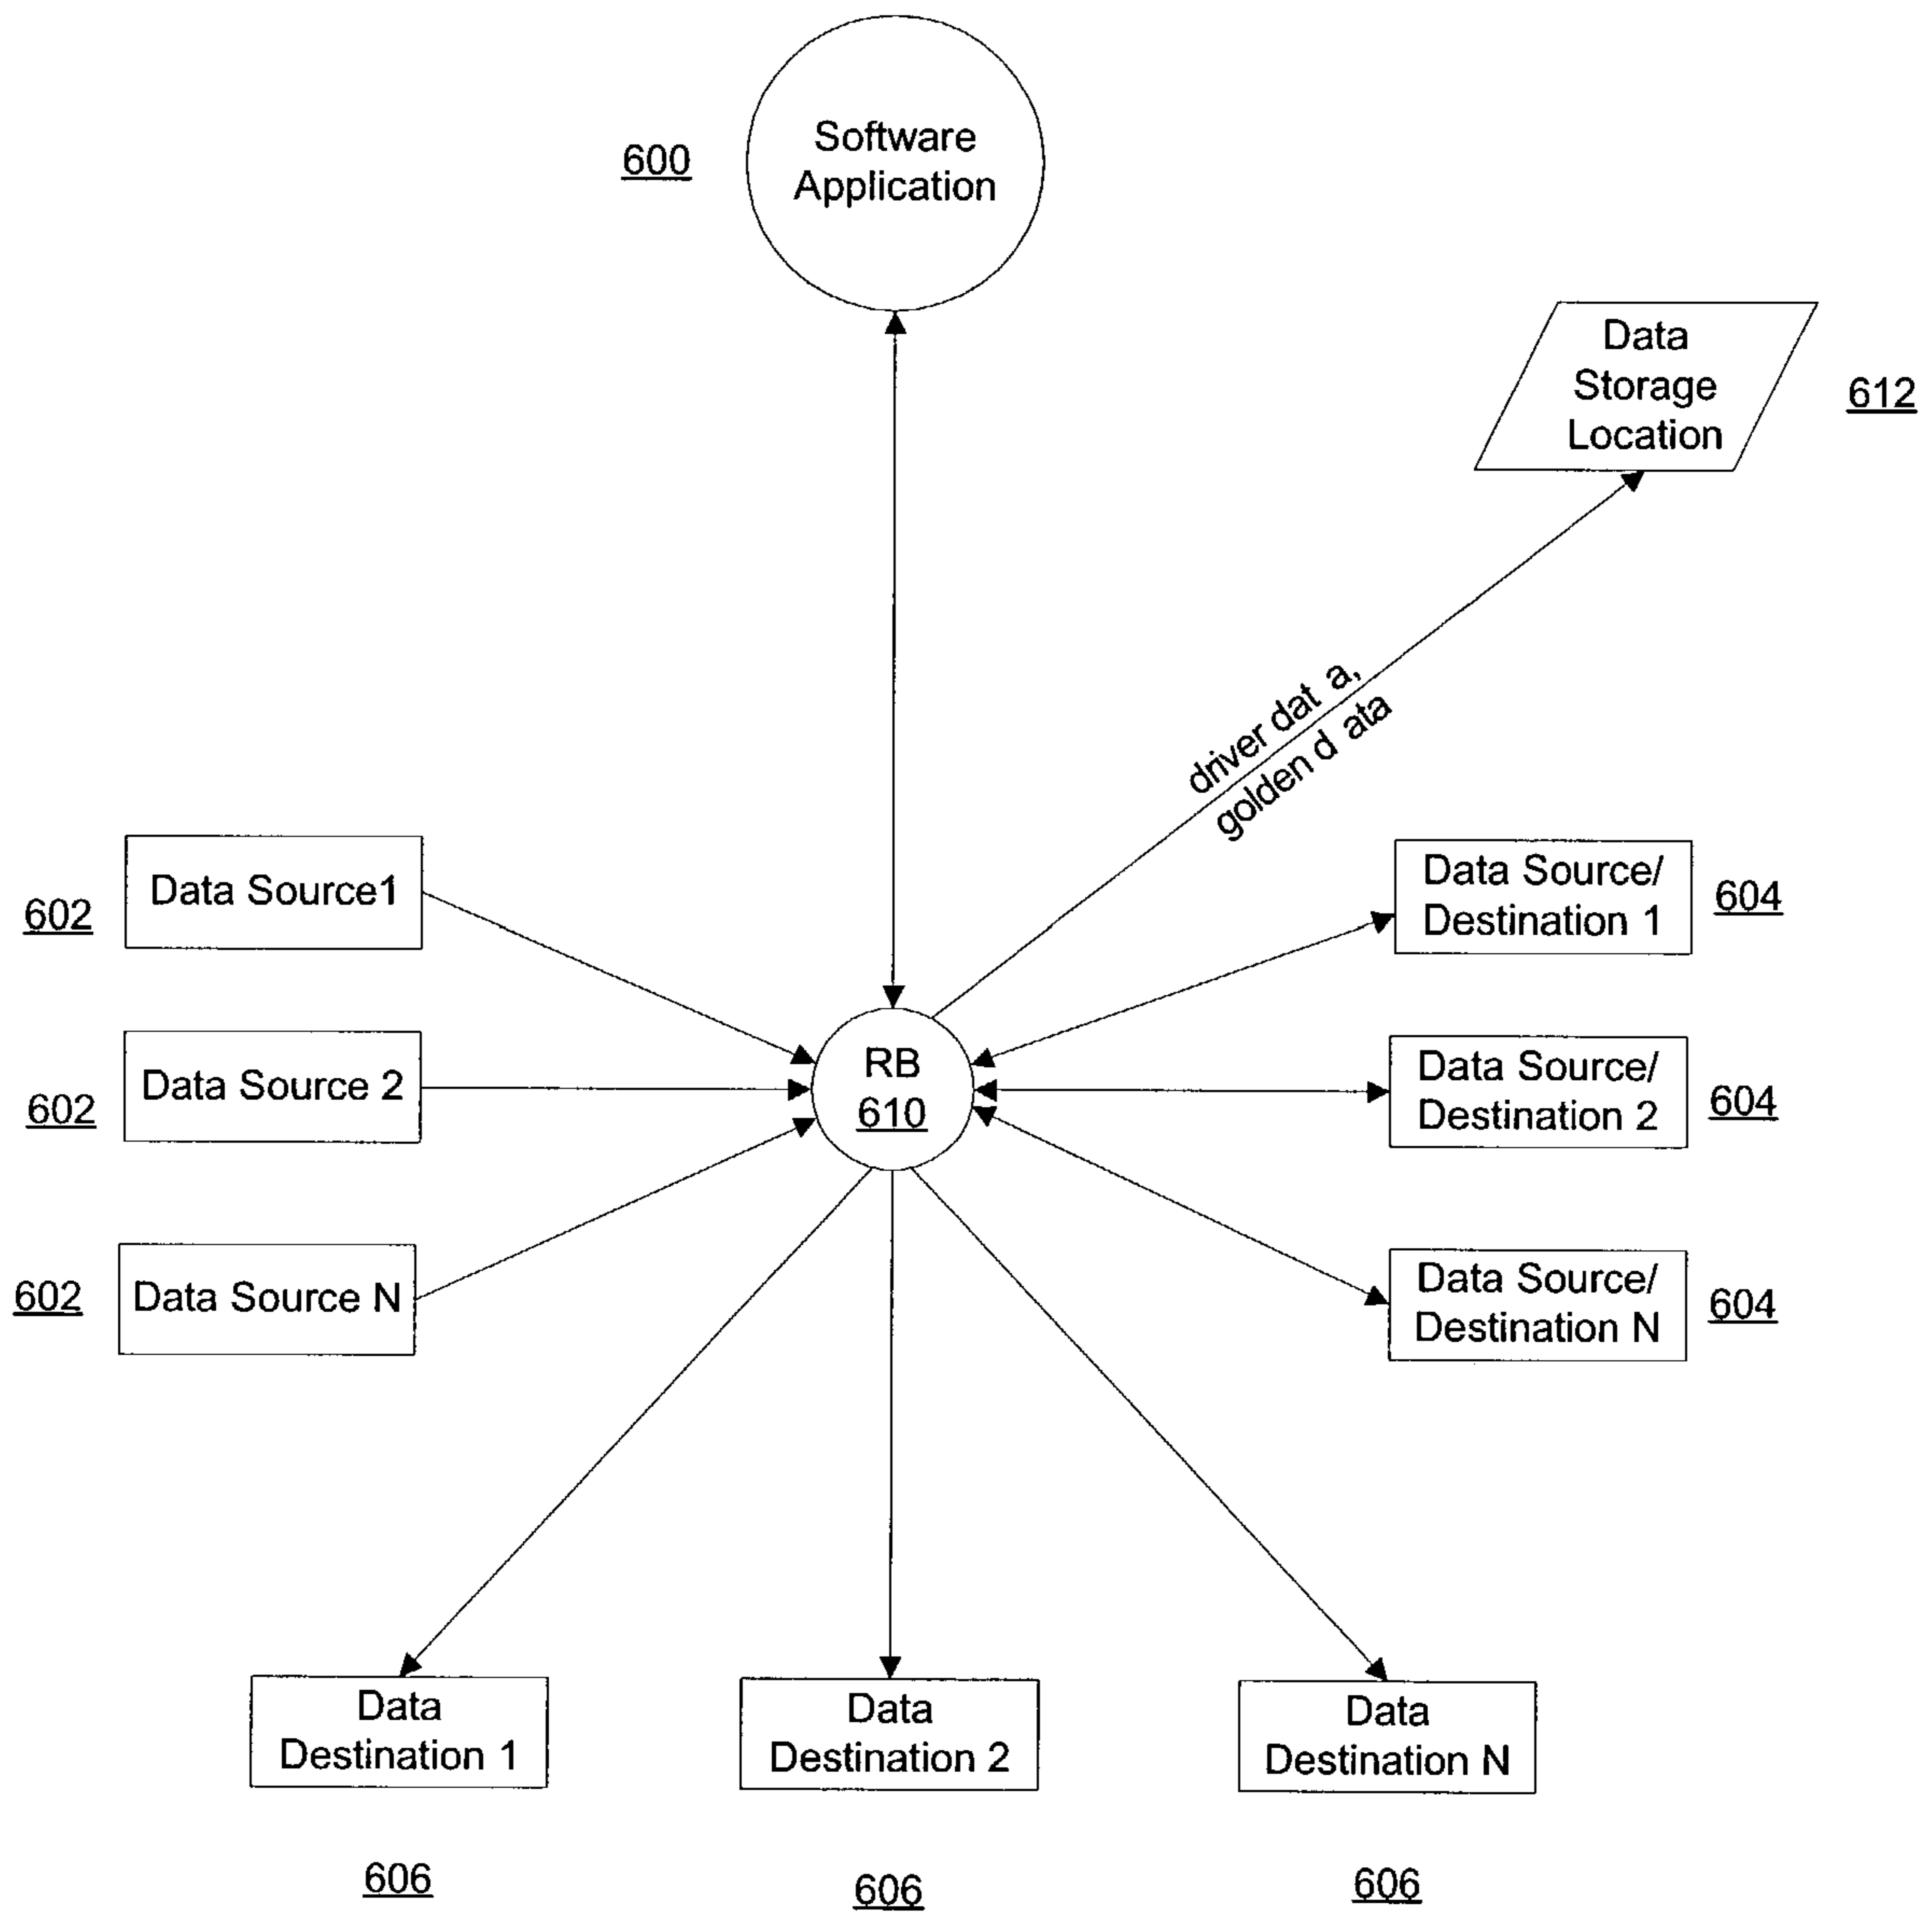 Software
Application
600
Data
Storage
Location
612
driver dat a,
golden d ata
Data Source1
602
Data Source/
Destination 1
604
Data Source 2
602
RB
610
Data Source/
Destination 2
604
Data Source N
602
Data Source/
Destination N
604
Data
Destination 1
606
Data
Destination 2
606
Data
Destination N
606